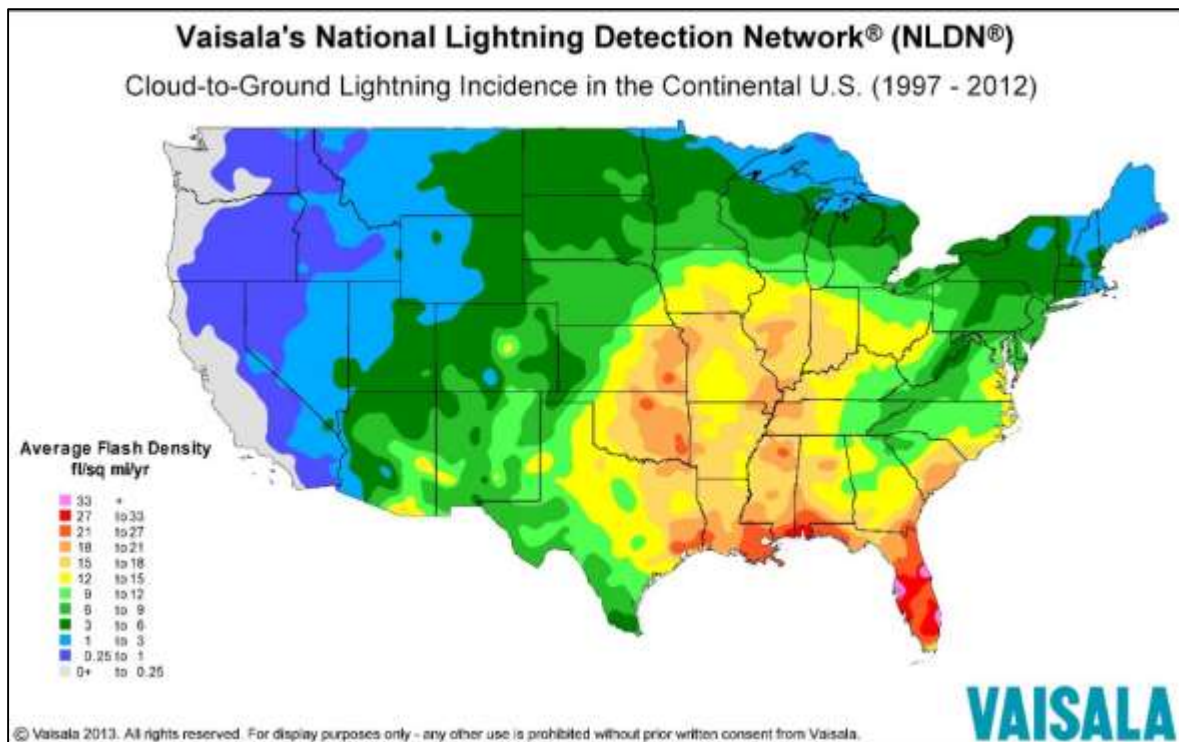 Vaisala's National Lightning Detection Network® (NLDN®)
Cloud-to-Ground Lightning Incidence in the Continental U.S. (1997 - 2012)
Average Flash Density
fl/sq mi/yr
33 +
27 to 33
21 to 27
18 to 21
15 to 18
12 to 15
9 to 12
6 to 9
3 to 6
1 to 3
0.25 to 1
0+ to 0.25
© Vaisala 2013. All rights reserved. For display purposes only - any other use is prohibited without prior written consent from Vaisala.
VAISALA